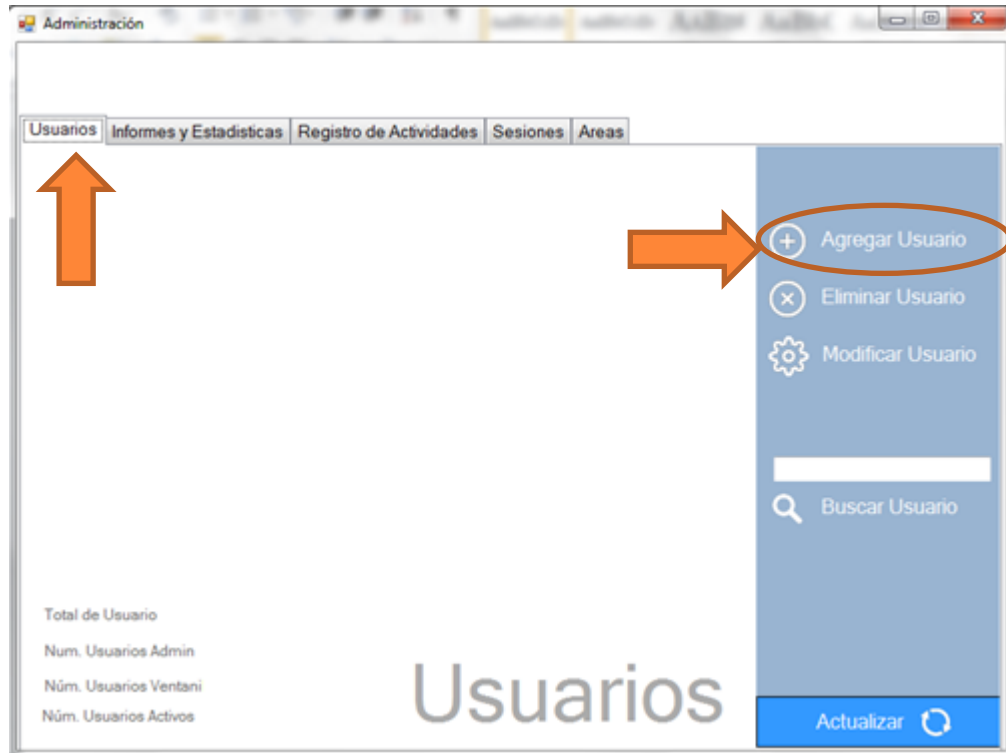 Administración
Usuarios Informes y Estadisticas Registro de Actividades Sesiones Areas
Agregar Usuario
Eliminar Usuario
Modificar Usuario
Buscar Usuario
Total de Usuario
Num. Usuarios Admin
Núm. Usuarios Ventani
Núm. Usuarios Activos
Usuarios
Actualizar